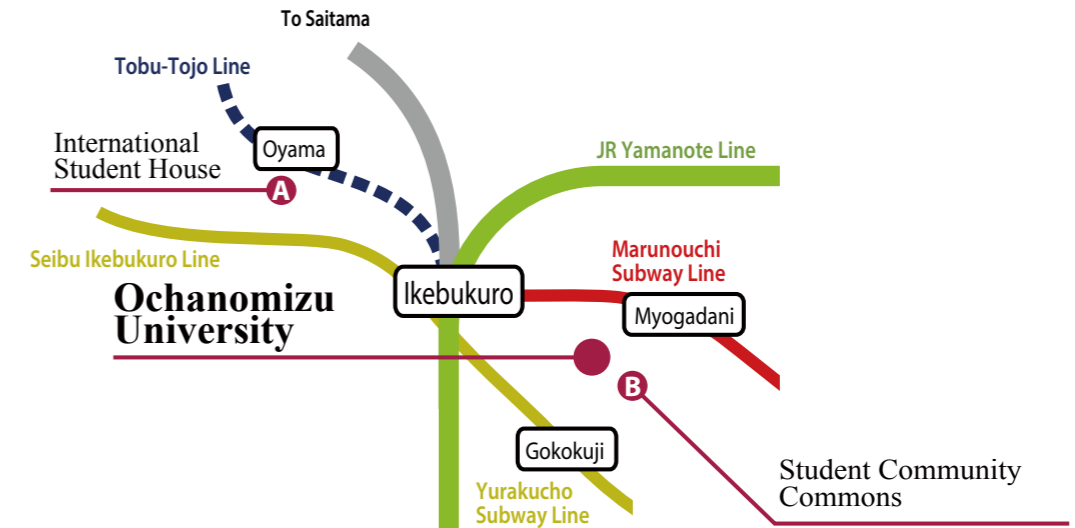 To Saitama
Tobu-Tojo Line
International
Student House
Oyama
A
JR Yamanote Line
Seibu Ikebukuro Line
Marunouchi
Subway Line
Ikebukuro
Ochanomizu
University
Myogadani
B
Gokokuji
Student Community
Commons
Yurakucho
Subway Line